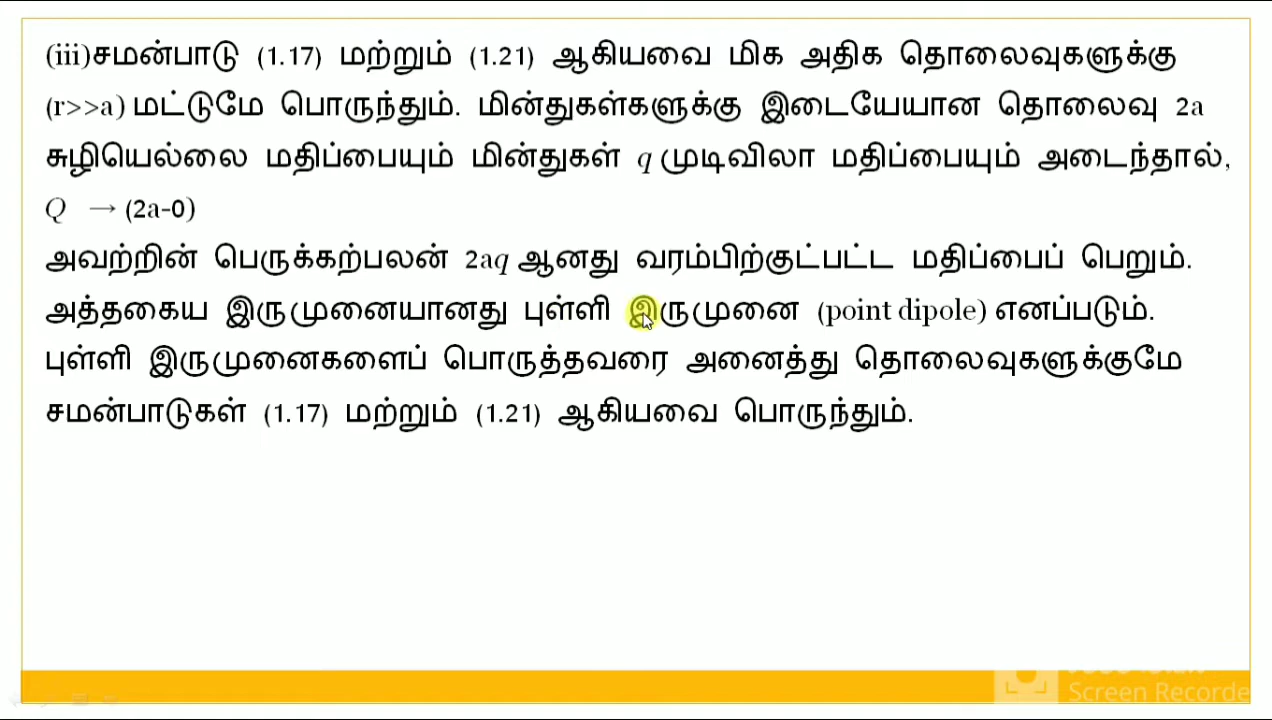 (iii)சமன்பாடு (1.17) மற்றும் (1.21) ஆகியவை மிக அதிக தொலைவுகளுக்கு
(r>>a) மட்டுமே பொருந்தும். மின்துகள்களுக்கு இடையேயான தொலைவு 2a
சுழியெல்லை மதிப்பையும் மின்துகள் q முடிவிலா மதிப்பையும் அடைந்தால்,
Q → (2a-0)
அவற்றின் பெருக்கற்பலன் 2aq ஆனது வரம்பிற்குட்பட்ட மதிப்பைப் பெறும்.
அத்தகைய இருமுனையானது புள்ளி இருமுனை (point dipole) எனப்படும்.
புள்ளி இருமுனைகளைப் பொருத்தவரை அனைத்து தொலைவுகளுக்குமே
சமன்பாடுகள் (1.17) மற்றும் (1.21) ஆகியவை பொருந்தும்.
Screen Recorde